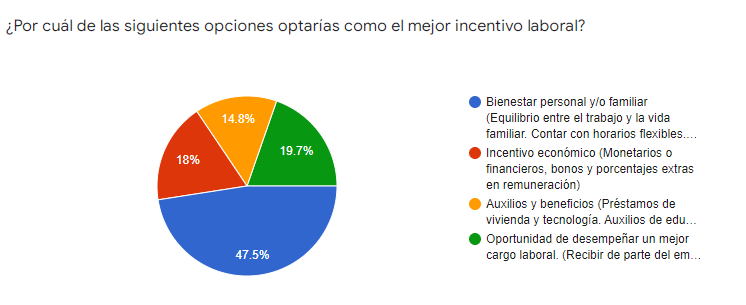 ¿Por cuál de las siguientes opciones optarías como el mejor incentivo laboral?
14.8%
19.7%
18%
47.5%
Bienestar personal y/o familiar
(Equilibrio entre el trabajo y la vida
familiar. Contar con horarios flexibles.…
Incentivo económico (Monetarios o
financieros, bonos y porcentajes extras
en remuneración)
Auxilios y beneficios (Préstamos de
vivienda y tecnología. Auxilios de edu…
Oportunidad de desempeñar un mejor
cargo laboral. (Recibir de parte del em…